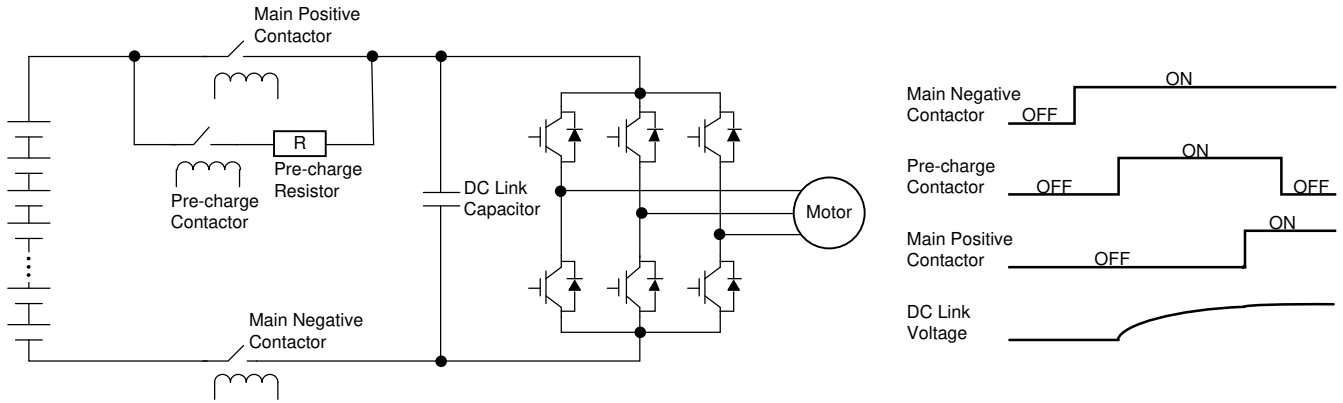 Main Positive
Contactor
R
Pre-charge
Resistor
Pre-charge
Contactor
DC Link
Capacitor
Motor
Main Negative
Contactor
Main Negative
Contactor
OFF
ON
Pre-charge
Contactor
OFF
ON
OFF
Main Positive
Contactor
OFF
ON
DC Link
Voltage